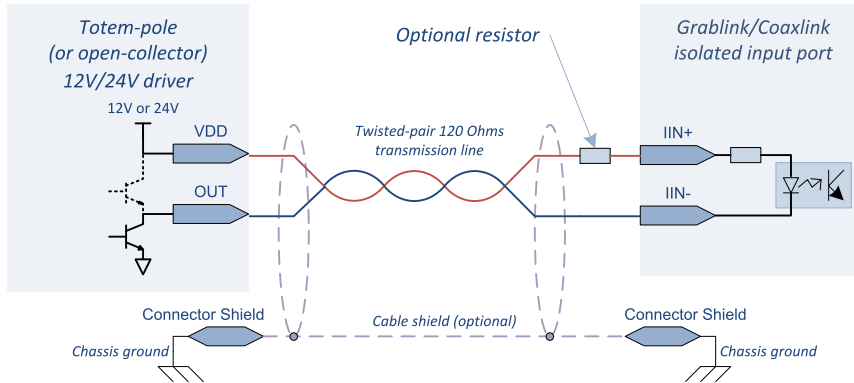 Totem-pole
(or open-collector)
12V/24V driver
12V or 24V
VDD
OUT
Optional resistor
Twisted-pair 120 Ohms
transmission line
Grablink/Coaxlink
isolated input port
IIN+
IIN-
Connector Shield
Chassis ground
Cable shield (optional)
Connector Shield
Chassis ground